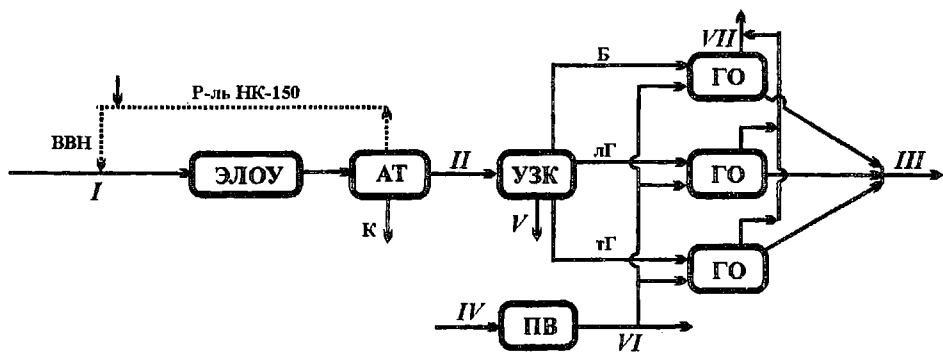 VII
Б
ГО
Р-ль НК-150
ВВН
I
ЭЛОУ
АТ
II
УЗК
лГ
ГО
III
К
V
тГ
ГО
IV
ПВ
VI